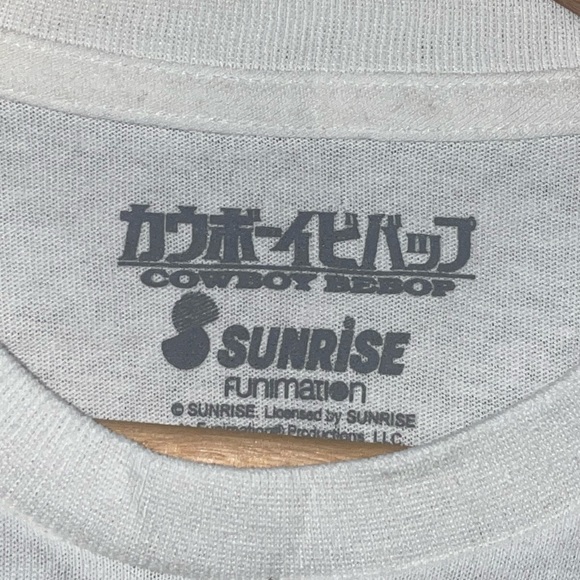 カウボーイビバップ
COWBOY BEBOP
SUNRISE
FUNIMATION
© SUNRISE. Licensed by SUNRISE
Funimation® Productions, LLC.